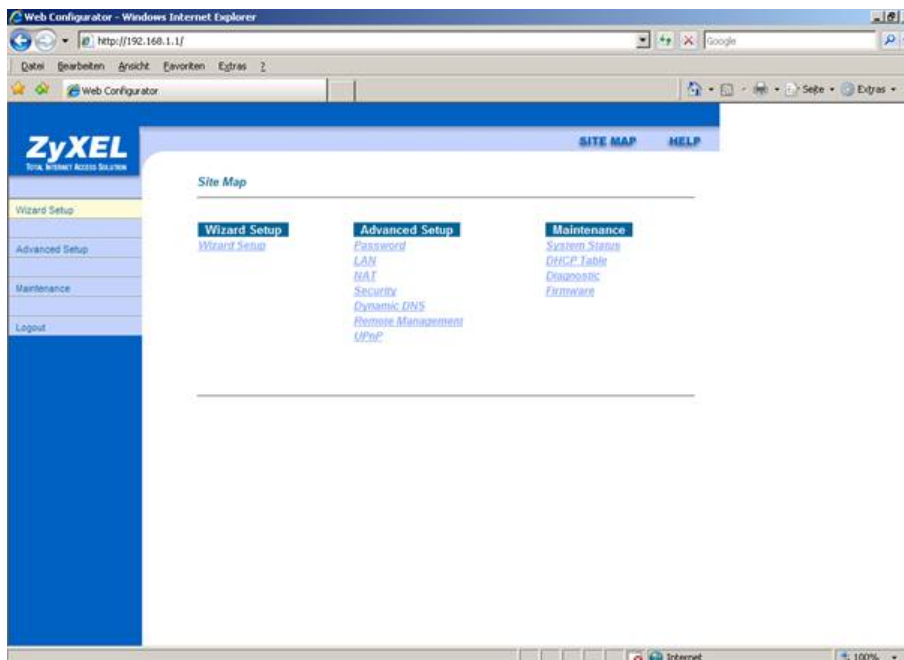 Web Configurator - Windows Internet Explorer
http://192.168.1.1/
Google
Datei Bearbeiten Ansicht Favoriten Extras ?
Web Configurator
Seite
Extras
ZyXEL
TOTAL INTERNET ACCESS SOLUTION
SITE MAP
HELP
Wizard Setup
Advanced Setup
Maintenance
Logout
Site Map
Wizard Setup
Wizard Setup
Advanced Setup
Password
LAN
NAT
Security
Dynamic DNS
Remote Management
UPnP
Maintenance
System Status
DHCP Table
Diagnostic
Firmware
Internet
100%